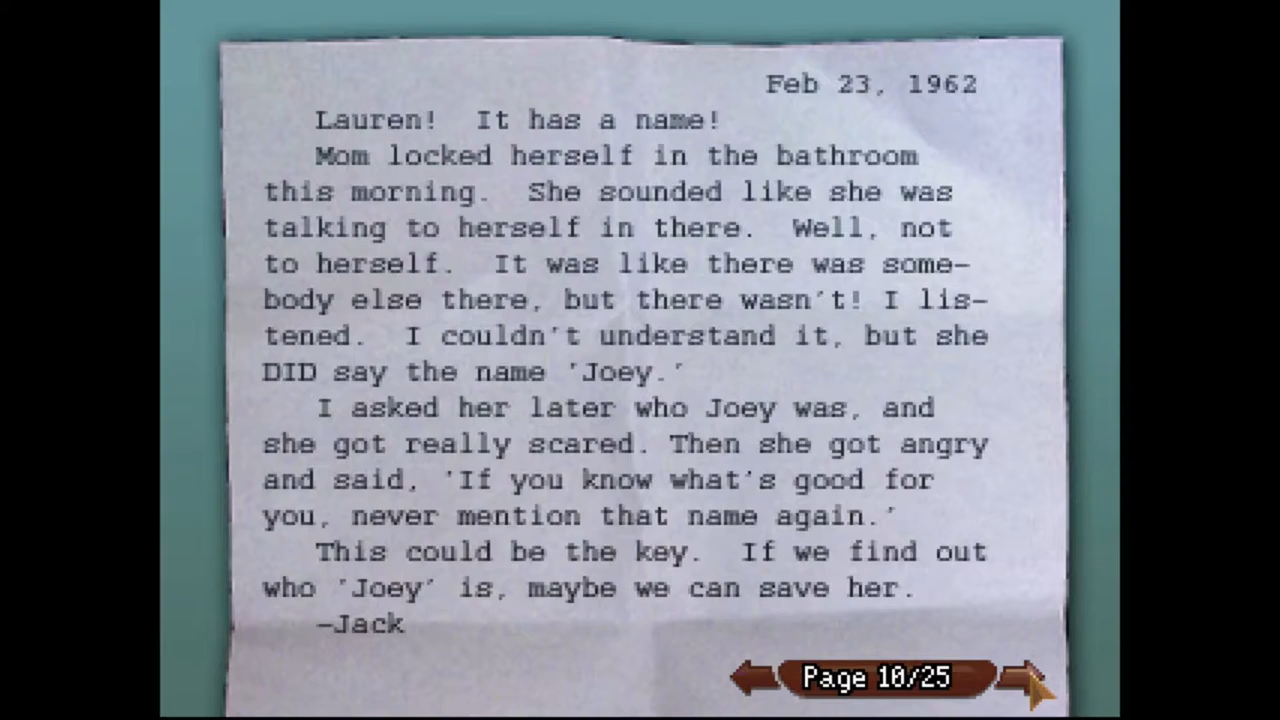 Feb 23, 1962
Lauren!  It has a name!
Mom locked herself in the bathroom
this morning.  She sounded like she was
talking to herself in there.  Well, not
to herself.  It was like there was some-
body else there, but there wasn't! I lis-
tened.  I couldn't understand it, but she
DID say the name 'Joey.'
I asked her later who Joey was, and
she got really scared. Then she got angry
and said, 'If you know what's good for
you, never mention that name again.'
This could be the key.  If we find out
who 'Joey' is, maybe we can save her.
-Jack
Page 10/25